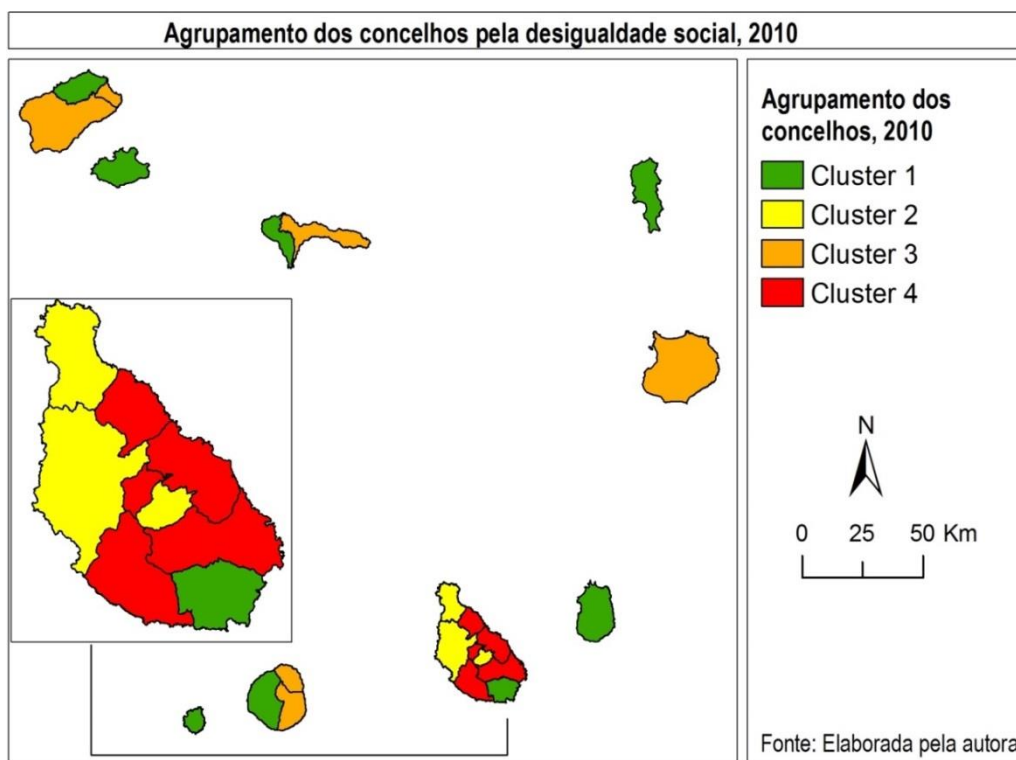 Agrupamento dos concelhos pela desigualdade social, 2010
Agrupamento dos
concelhos, 2010
Cluster 1
Cluster 2
Cluster 3
Cluster 4
N
0 25 50 Km
Fonte: Elaborada pela autora